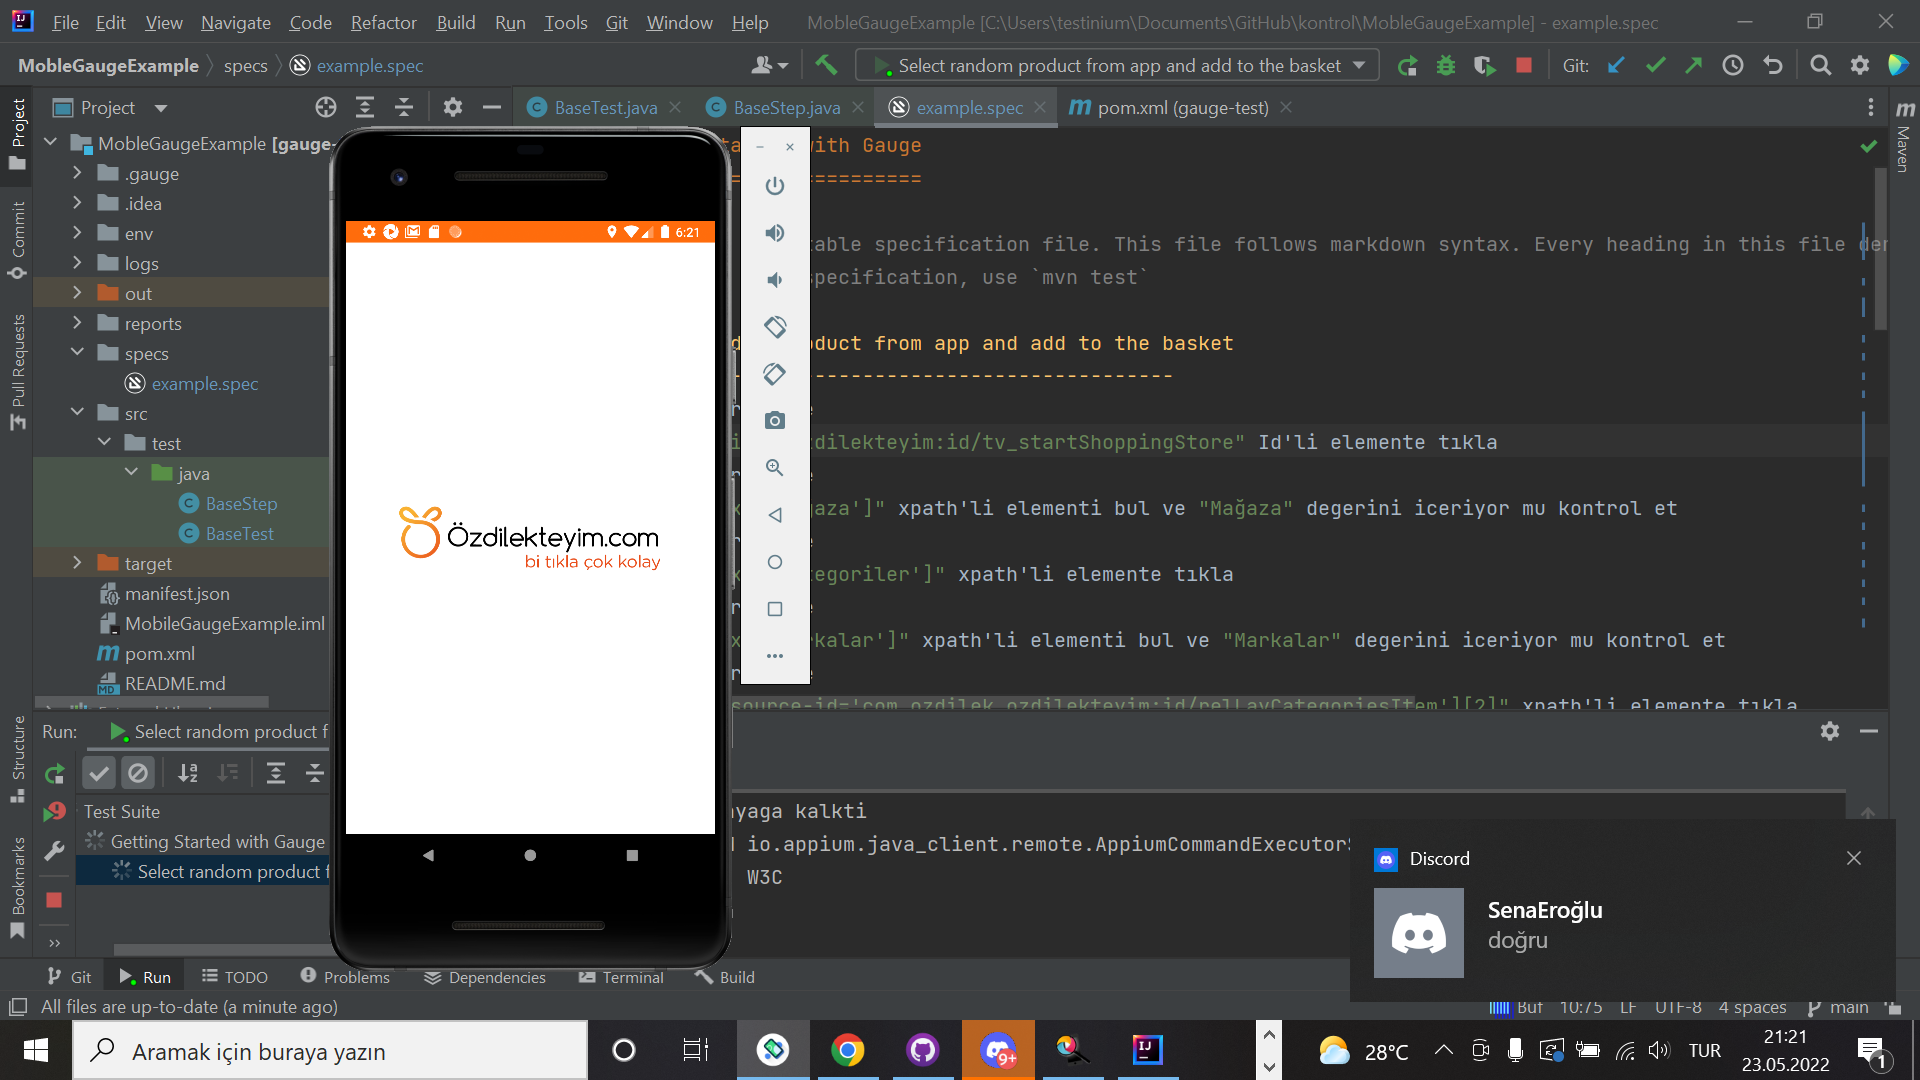 File Edit View Navigate Code Refactor Build Run Tools Git Window Help MobleGaugeExample [C:\Users\testinium\Documents\GitHub\kontrol\MobleGaugeExample] - example.spec
MobleGaugeExample specs example.spec
Select random product from app and add to the basket
Git:
Project
BaseTest.java
BaseStep.java
example.spec
pom.xml (gauge-test)
Project
Commit
Pull Requests
Structure
Bookmarks
Maven
MobleGaugeExample [gauge-
.gauge
.idea
env
logs
out
reports
specs
example.spec
src
test
java
BaseStep
BaseTest
target
manifest.json
MobileGaugeExample.iml
pom.xml
README.md
6:21
Özdilekteyim.com
bi tıkla çok kolay
with Gauge
table specification file. This file follows markdown syntax. Every heading in this file den
specification, use `mvn test`
duct from app and add to the basket
zdilekteyim:id/tv_startShoppingStore" Id'li elemente tıkla
aza']" xpath'li elementi bul ve "Mağaza" degerini iceriyor mu kontrol et
tegoriler']" xpath'li elemente tıkla
rkalar']" xpath'li elementi bul ve "Markalar" degerini iceriyor mu kontrol et
source-id='com.ozdilek.ozdilekteyim:id/relLayCategoriesItem'][2]" xpath'li elemente tıkla
Run: Select random product f
Test Suite
Getting Started with Gauge
Select random product f
yaga kalkti
io.appium.java_client.remote.AppiumCommandExecutor$
W3C
Discord
SenaEroğlu
doğru
Git Run TODO Problems Dependencies Terminal Build
All files are up-to-date (a minute ago)
Buf 10:75 LF UTF-8 4 spaces main
Aramak için buraya yazın
9+
28°C
TUR
21:21
23.05.2022
1